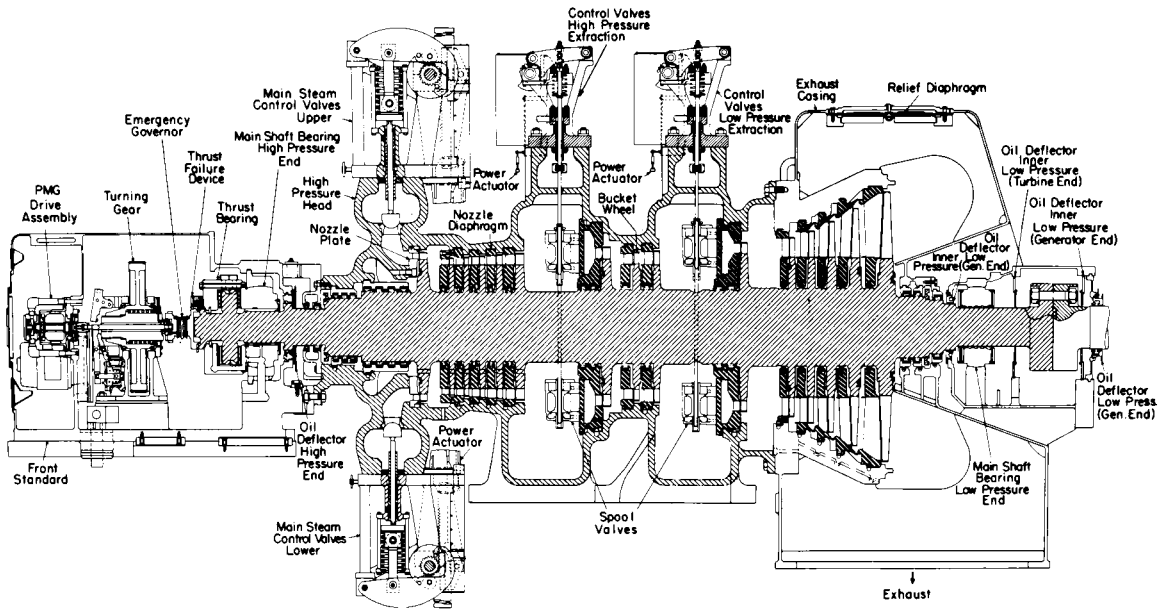 Control Valves
High Pressure
Extraction
Main Steam
Control Valves
Upper
Exhaust
Casing
Relief Diaphragm
Control
Valves
Low Pressure
Extraction
Emergency
Governor
Main Shaft Bearing
High Pressure
End
Thrust
Failure
Device
Oil Deflector
Inner
Low Pressure
(Turbine End)
PMG
Drive
Assembly
Turning
Gear
Thrust
Bearing
High
Pressure
Head
Power
Actuator
Power
Actuator
Bucket
Wheel
Oil Deflector
Inner
Low Pressure
(Generator End)
Nozzle
Diaphragm
Nozzle
Plate
Oil
Deflector
Inner, Low
Pressure(Gen. End)
Oil
Deflector
Low Press.
(Gen. End)
Front
Standard
Oil
Deflector
High
Pressure
End
Power
Actuator
Main Shaft
Bearing
Low Pressure
End
Main Steam
Control Valves
Lower
Spool
Valves
Exhaust